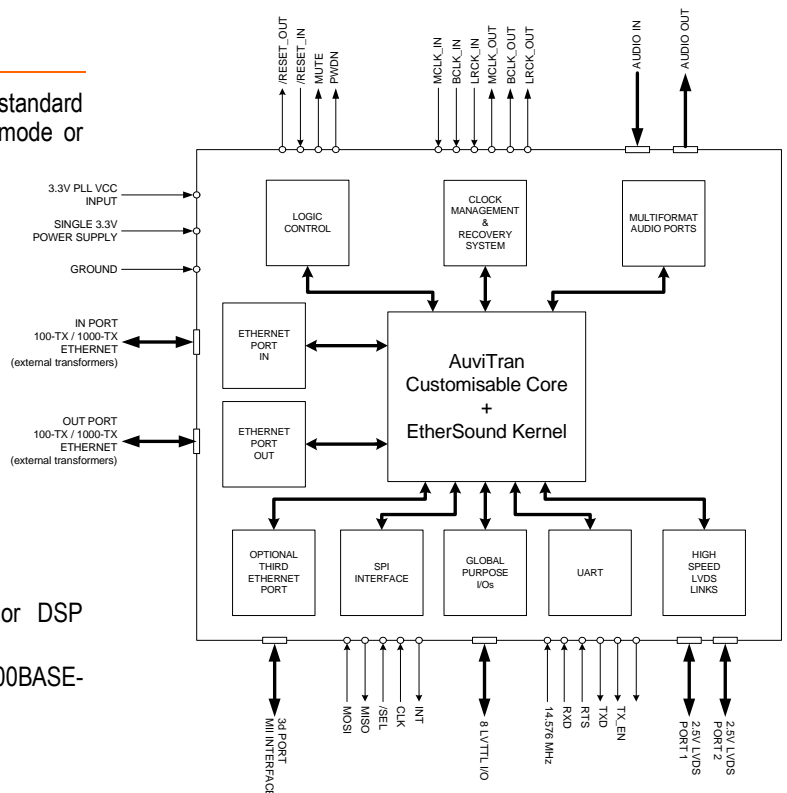 standard
mode or
or DSP
00BASE-
/RESET_OUT
/RESET_IN
MUTE
PWDN
MCLK_IN
BCLK_IN
LRCK_IN
MCLK_OUT
BCLK_OUT
LRCK_OUT
AUDIO IN
AUDIO OUT
3.3V PLL VCC
INPUT
SINGLE 3.3V
POWER SUPPLY
GROUND
IN PORT
100-TX / 1000-TX
ETHERNET
(external transformers)
OUT PORT
100-TX / 1000-TX
ETHERNET
(external transformers)
LOGIC
CONTROL
CLOCK
MANAGEMENT
&
RECOVERY
SYSTEM
MULTIFORMAT
AUDIO PORTS
ETHERNET
PORT
IN
ETHERNET
PORT
OUT
AuviTran
Customisable Core
+
EtherSound Kernel
OPTIONAL
THIRD
ETHERNET
PORT
SPI
INTERFACE
GLOBAL
PURPOSE
I/Os
UART
HIGH
SPEED
LVDS
LINKS
3d PORT
MII INTERFACE
MOSI
MISO
/SEL
CLK
INT
8 LVTTL I/O
14.576 MHz
RXD
RTS
TXD
TX_EN
2.5V LVDS
PORT 1
2.5V LVDS
PORT 2